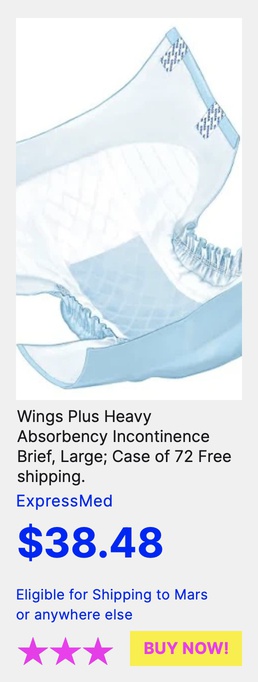 Wings Plus Heavy
Absorbency Incontinence
Brief, Large; Case of 72 Free
shipping.
ExpressMed
$38.48
Eligible for Shipping to Mars
or anywhere else
BUY NOW!